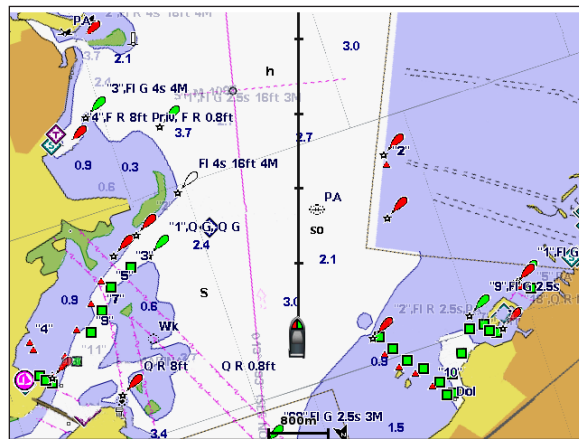 P.A
3.0
2.1
3.7
h
2.4
"3",Fl G 4s 4M
"1",Fl G 2.5s 16ft 3M
"4",F R 8ft Priv, F R 0.8ft
3.7
2.7
"2"
0.9
0.3
Fl 4s 16ft 4M
0.6
P.A
"1",Q G, Q G
2.4
so
"3"
2.1
"5"
"1",Fl G
"9",Fl G 2.5s
"7"
S
0.9
0.6
3.0
"2",Fl R 2.5s
"9"
"4"
Wk
"11"
0.9
Q R 8ft
Q R 0.8ft
"10"
Dol
Fl G 2.5s 3M
800m
3.4
1.5